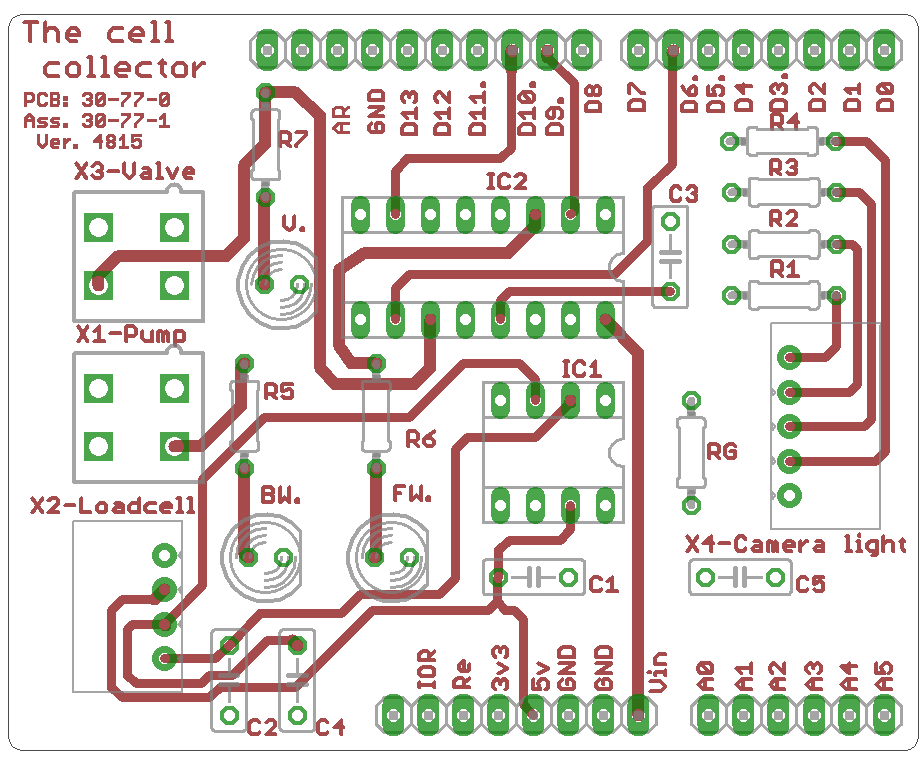 The cell
collector
PCB: 30-77-0
Ass. 30-77-1
Ver. 40815
AR
GND
D13
D12
D11
D10.
D9.
D8
D7
D6.
D5.
D4
D3.
D2
D1
D0
R7
X3-Valve
V.
IC2
C3
R4
R3
R2
R1
X1-Pump
IC1
R5
R6
RG
BW.
FW.
X2-Loadcell
X4-Camera light
C1
C5
C2
C4
IOR
Re
3v3
5v
GND
GND
Vin
A0
A1
A2
A3
A4
A5